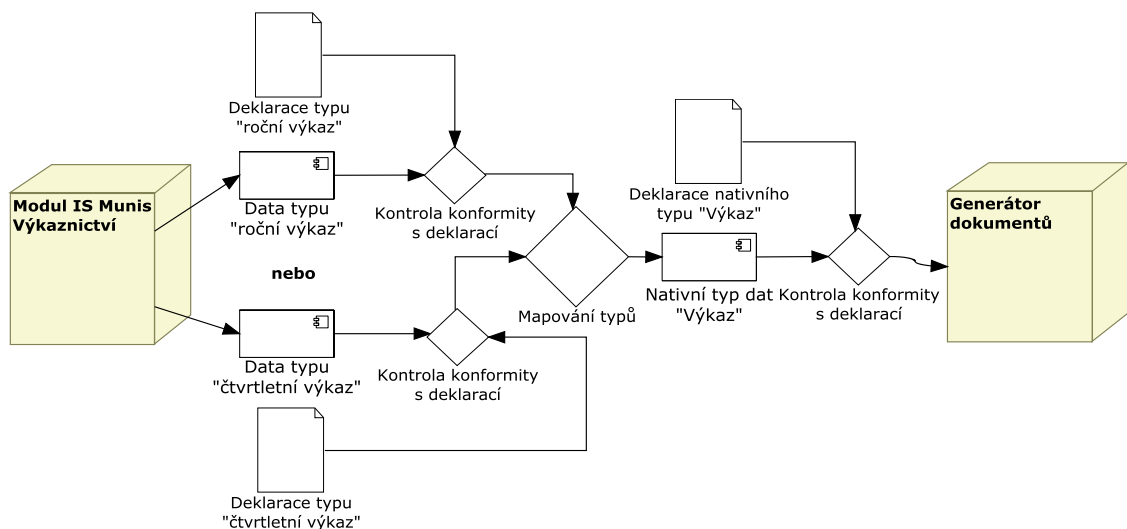 Deklarace typu
"roční výkaz"
Modul IS Munis
Výkaznictví
Data typu
"roční výkaz"
Kontrola konformity
s deklarací
nebo
Data typu
"čtvrtletní výkaz"
Kontrola konformity
s deklarací
Deklarace typu
"čtvrtletní výkaz"
Mapování typů
Deklarace nativního
typu "Výkaz"
Nativní typ dat
"Výkaz"
Kontrola konformity
s deklarací
Generátor
dokumentů